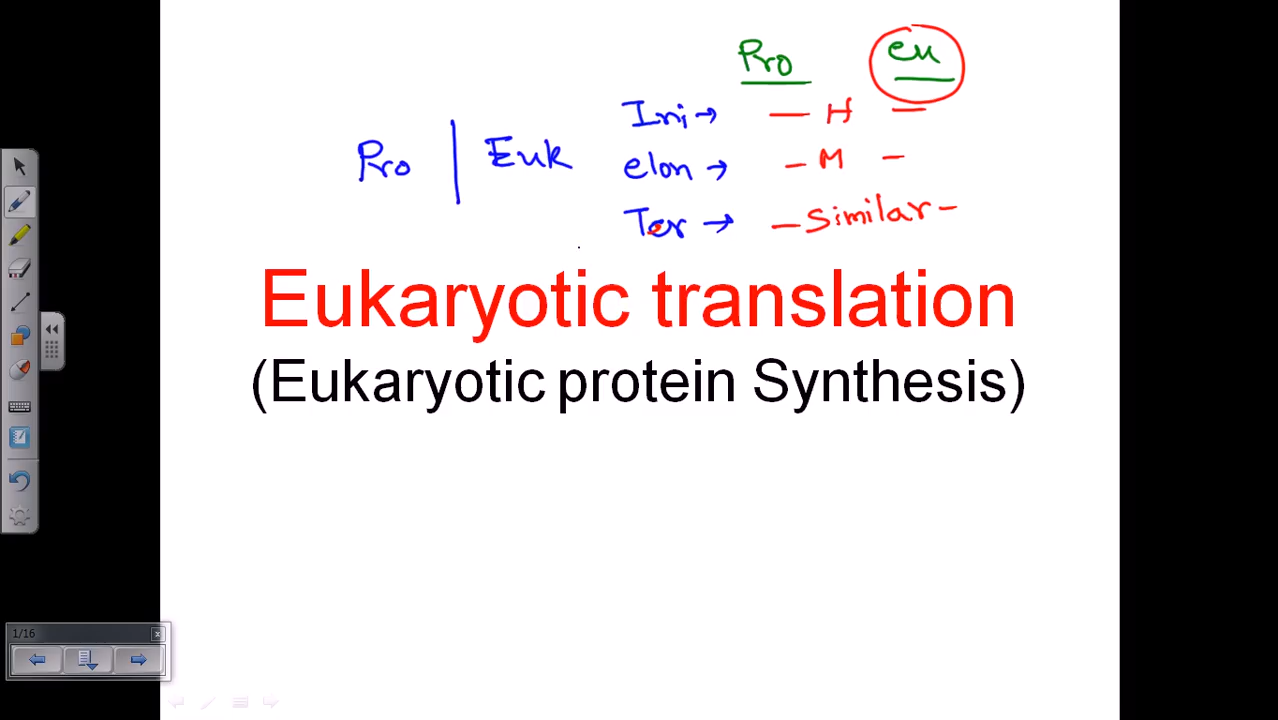 Pro eu
Ini → — H —
Pro | Euk elon → — M —
Ter → — Similar —
Eukaryotic translation
(Eukaryotic protein Synthesis)
1/16